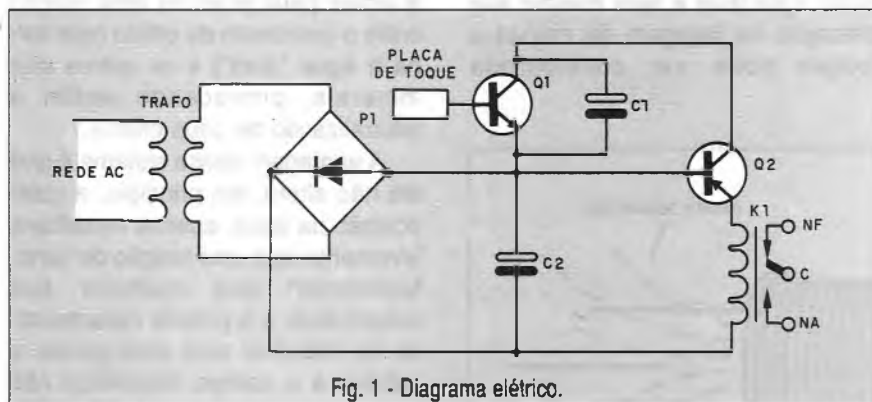 PLACA
DE TOQUE
Q1
C1
TRAFO
P1
REDE AC
Q2
K1
NF
C
NA
C2
Fig. 1 - Diagrama elétrico.